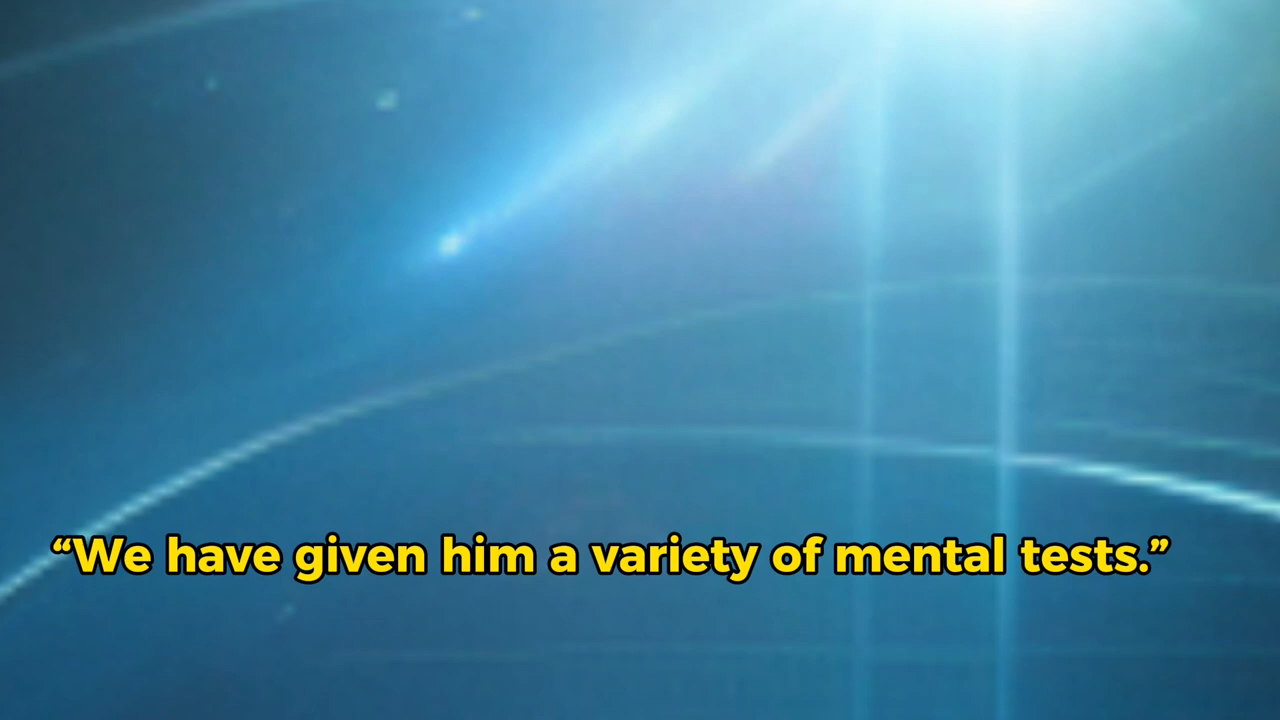 “We have given him a variety of mental tests.”